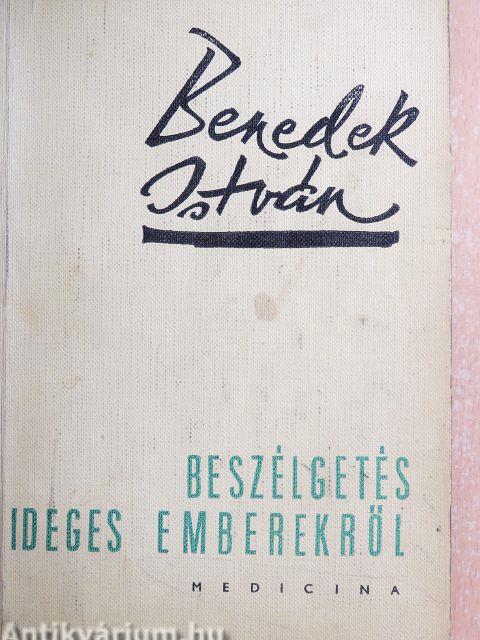 Benedek
István
BESZÉLGETÉS
IDEGES EMBEREKRŐL
MEDICINA
Antikvárium.hu